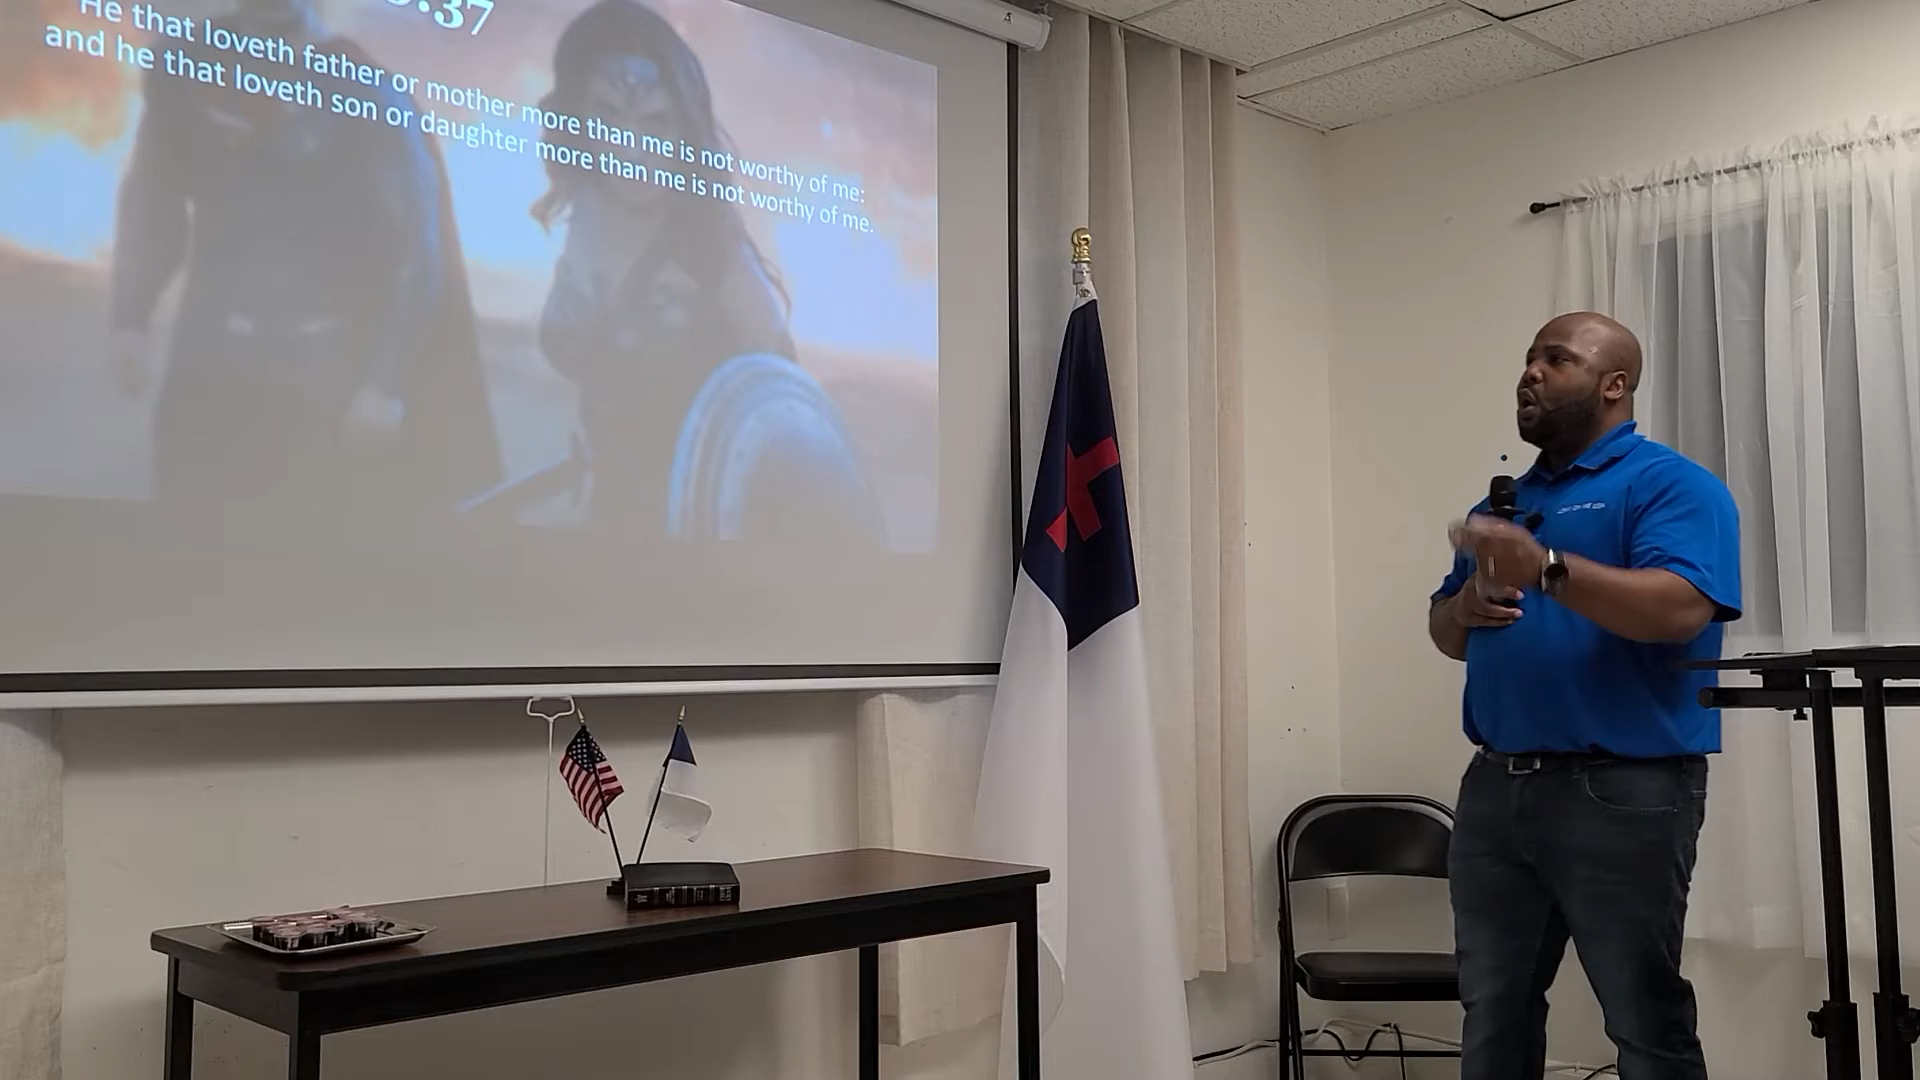 :37
He that loveth father or mother more than me is not worthy of me:
and he that loveth son or daughter more than me is not worthy of me.